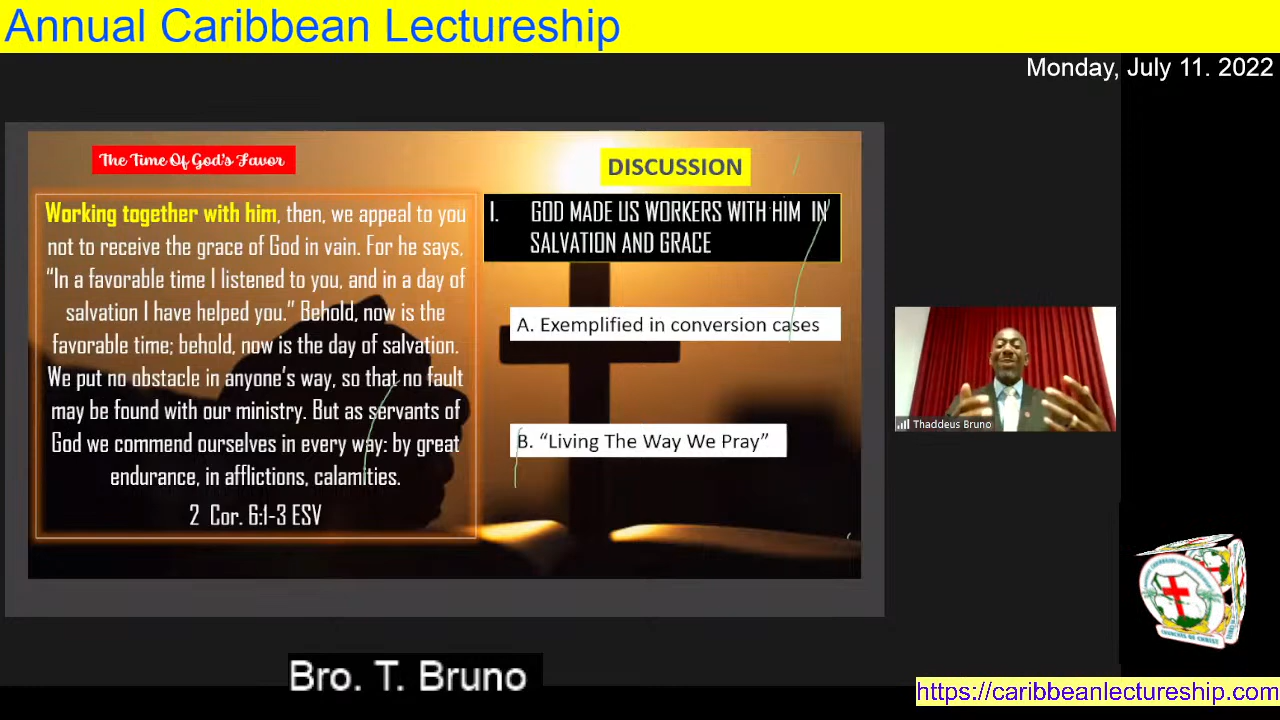 Annual Caribbean Lectureship
Monday, July 11. 2022
The Time Of God's Favor
Working together with him, then, we appeal to you
not to receive the grace of God in vain. For he says,
“In a favorable time I listened to you, and in a day of
salvation I have helped you.” Behold, now is the
favorable time; behold, now is the day of salvation.
We put no obstacle in anyone’s way, so that no fault
may be found with our ministry. But as servants of
God we commend ourselves in every way: by great
endurance, in afflictions, calamities.
2 Cor. 6:1-3 ESV
DISCUSSION
I. GOD MADE US WORKERS WITH HIM IN
SALVATION AND GRACE
A. Exemplified in conversion cases
B. “Living The Way We Pray”
Thaddeus Bruno
CHURCHES OF CHRIST
Bro. T. Bruno
https://caribbeanlectureship.com